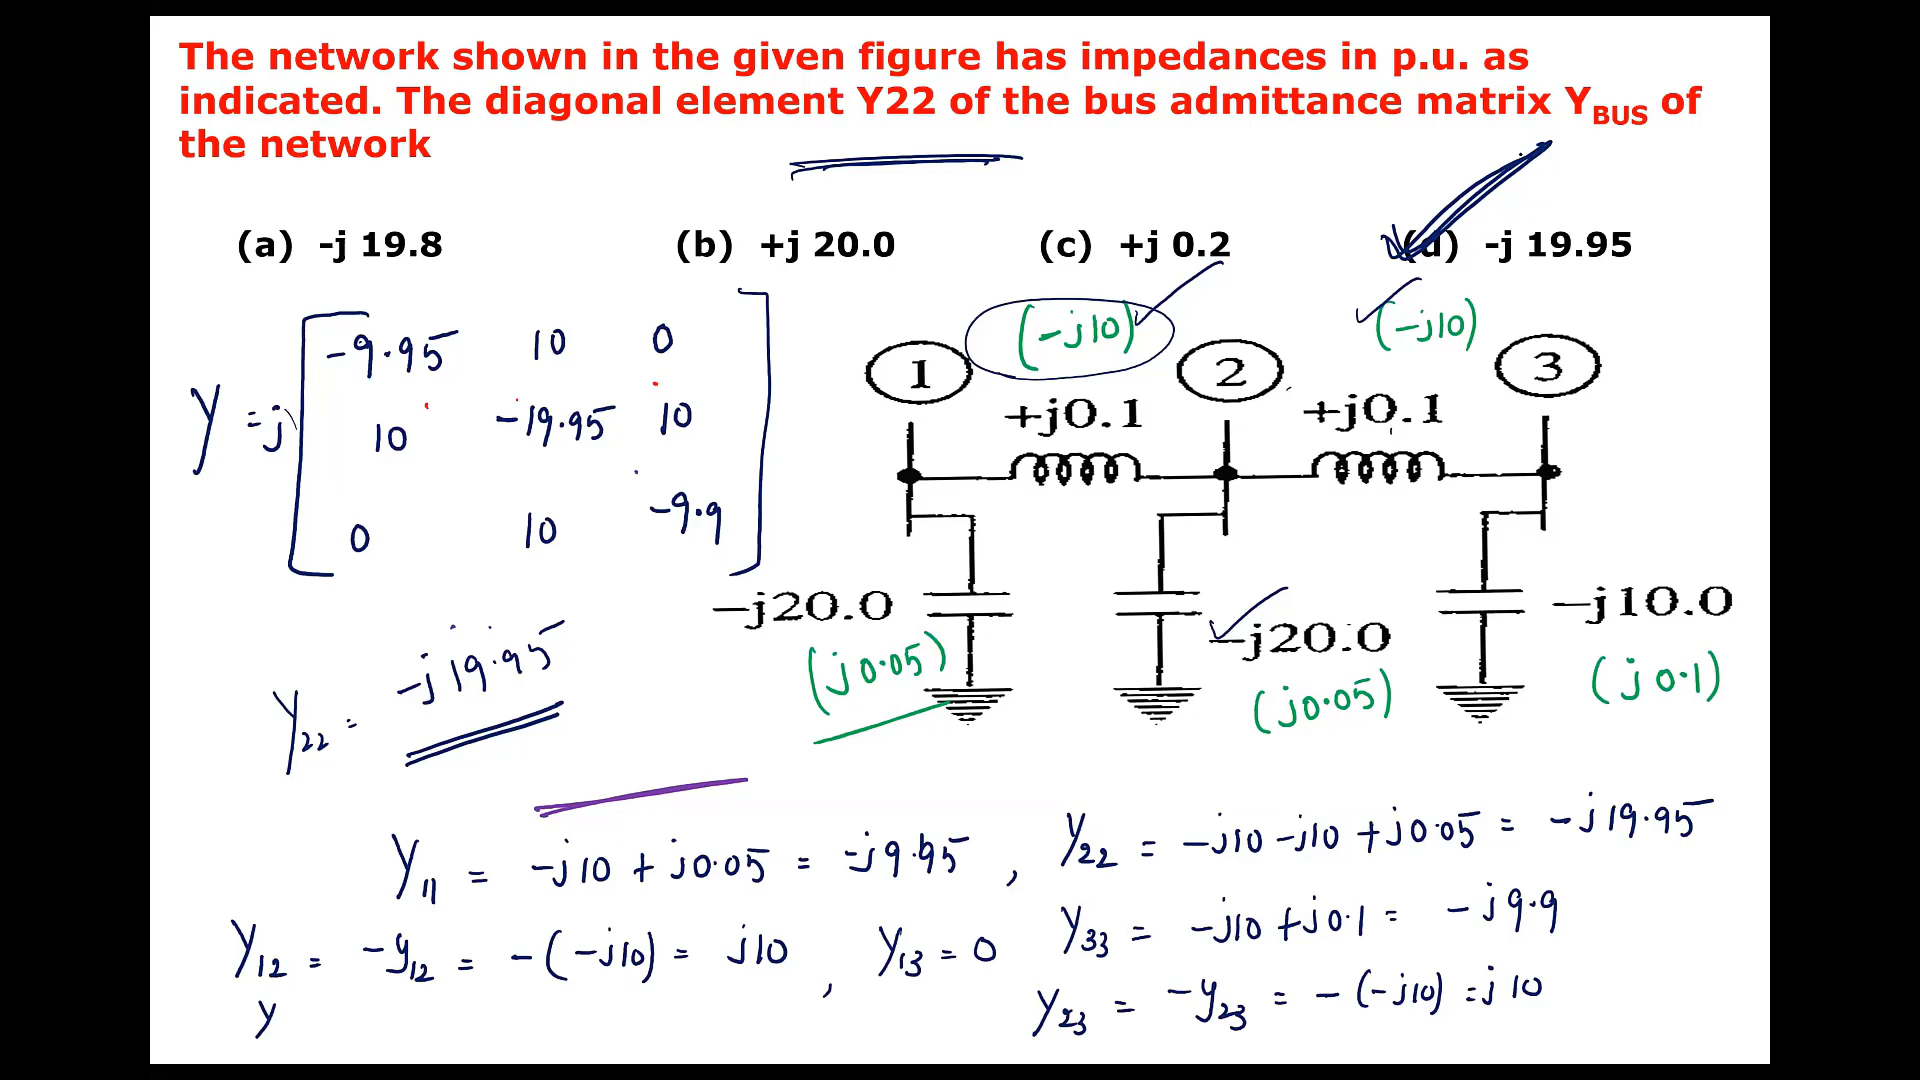 The network shown in the given figure has impedances in p.u. as
indicated. The diagonal element Y22 of the bus admittance matrix Y_BUS of
the network
(a) -j 19.8 (b) +j 20.0 (c) +j 0.2 (d) -j 19.95
(-j10) (-j10)
1 2 3
+j0.1 +j0.1
Y = j
-9.95 10 0
10 -19.95 10
0 10 -9.9
−j20.0 −j20.0 −j10.0
(j0.05) (j0.05) (j0.1)
Y22 = -j19.95
Y11 = -j10 + j0.05 = -j9.95 , Y22 = -j10 -j10 + j0.05 = -j19.95
Y33 = -j10 + j0.1 = -j9.9
Y12 = -y12 = -(-j10) = j10 , Y13 = 0
Y23 = -y23 = -(-j10) = j10
Y